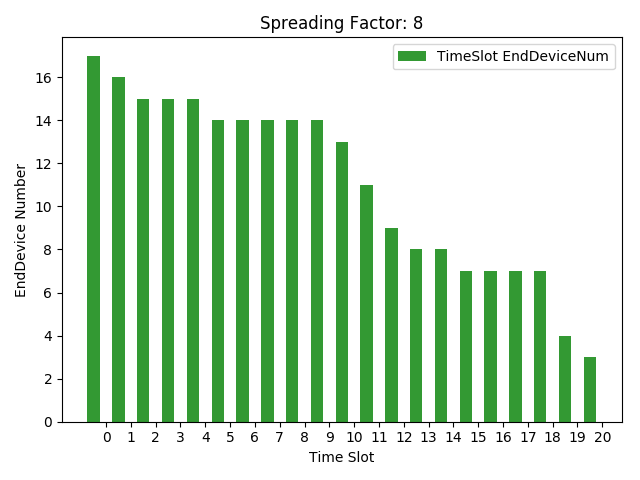 Spreading Factor: 8
TimeSlot EndDeviceNum
16
14
12
10
8
6
4
2
0
EndDevice Number
0 1 2 3 4 5 6 7 8 9 10 11 12 13 14 15 16 17 18 19 20
Time Slot